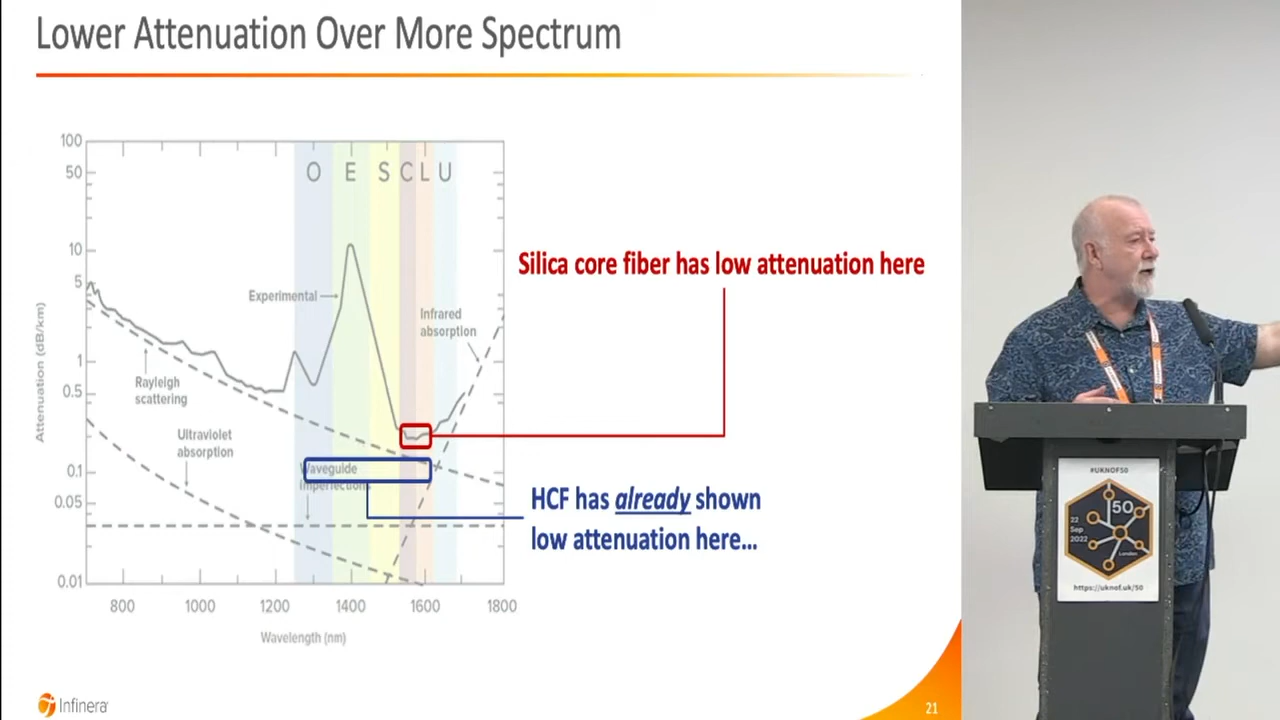 Lower Attenuation Over More Spectrum
100
50
10
5
1
0.5
0.1
0.05
0.01
Attenuation (dB/km)
O E S C L U
Experimental
Infrared
absorption
Rayleigh
scattering
Ultraviolet
absorption
Waveguide
imperfections
800 1000 1200 1400 1600 1800
Wavelength (nm)
Silica core fiber has low attenuation here
HCF has already shown
low attenuation here...
Infinera
21
#UKNOF50
50
22
Sep
2022
London
https://uknof.uk/50